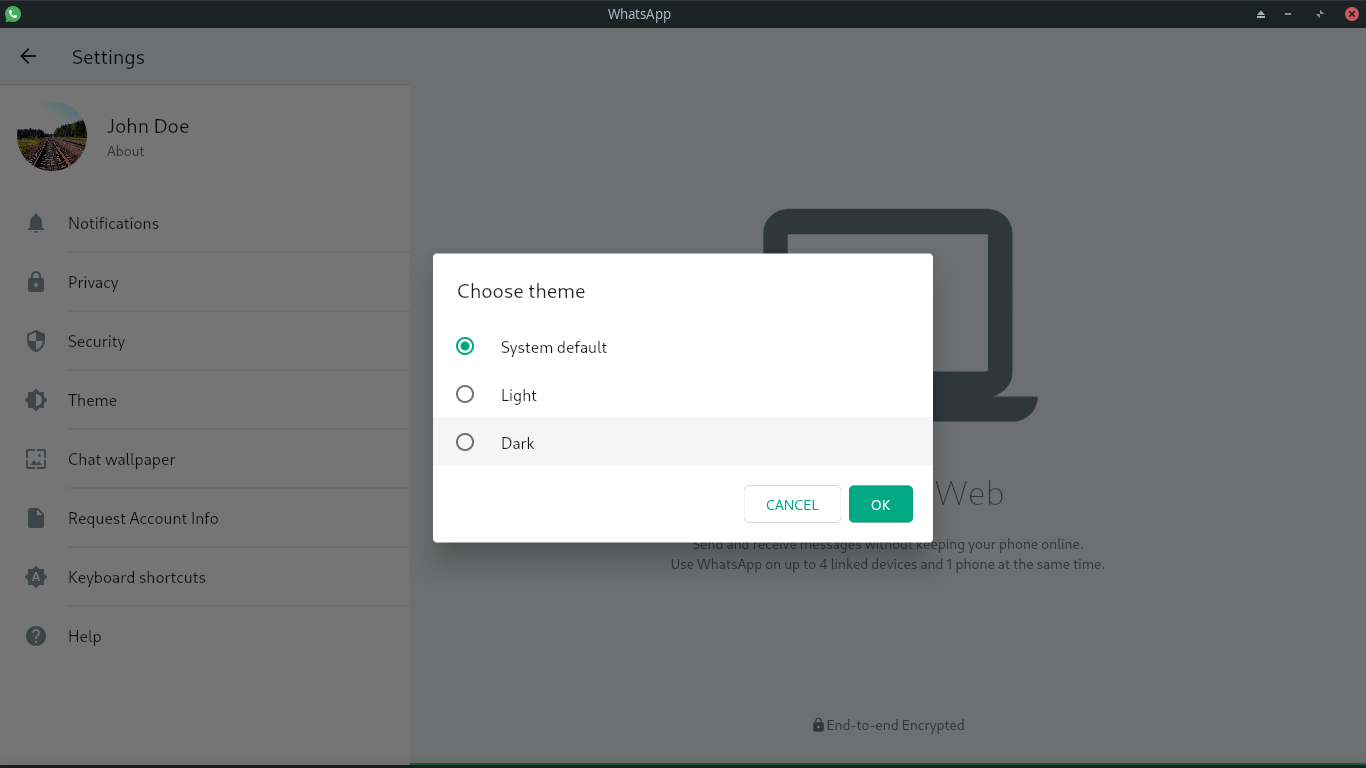 WhatsApp
Settings
John Doe
About
Notifications
Privacy
Security
Theme
Chat wallpaper
Request Account Info
A
Keyboard shortcuts
?
Help
Choose theme
System default
Light
Dark
CANCEL
OK
Web
Send and receive messages without keeping your phone online.
Use WhatsApp on up to 4 linked devices and 1 phone at the same time.
End-to-end Encrypted